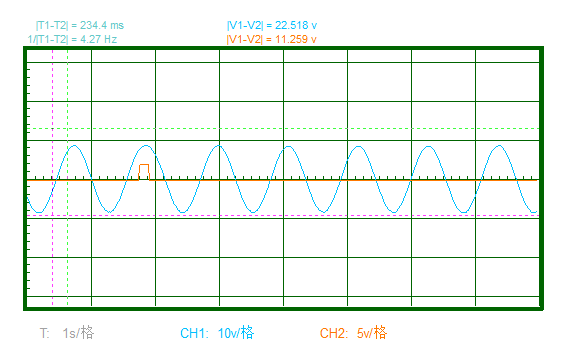 |T1-T2| = 234.4 ms |V1-V2| = 22.518 v
1/|T1-T2| = 4.27 Hz |V1-V2| = 11.259 v
T: 1s/格 CH1: 10v/格 CH2: 5v/格